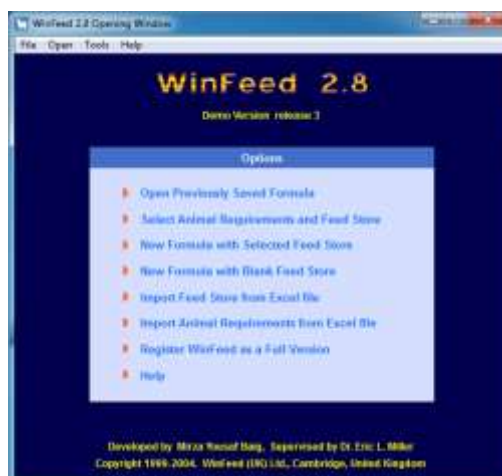 WinFeed 2.8 Opening Window
File Open Tools Help
WinFeed 2.8
Demo Version release 3
Options
Open Previously Saved Formula
Select Animal Requirements and Feed Store
New Formula with Selected Feed Store
New Formula with Blank Feed Store
Import Feed Store from Excel file
Import Animal Requirements from Excel file
Register WinFeed as a Full Version
Help
Developed by Mirza Yousaf Baig, Supervised by Dr. Eric L. Miller
Copyright 1999-2004. WinFeed (UK) Ltd., Cambridge, United Kingdom